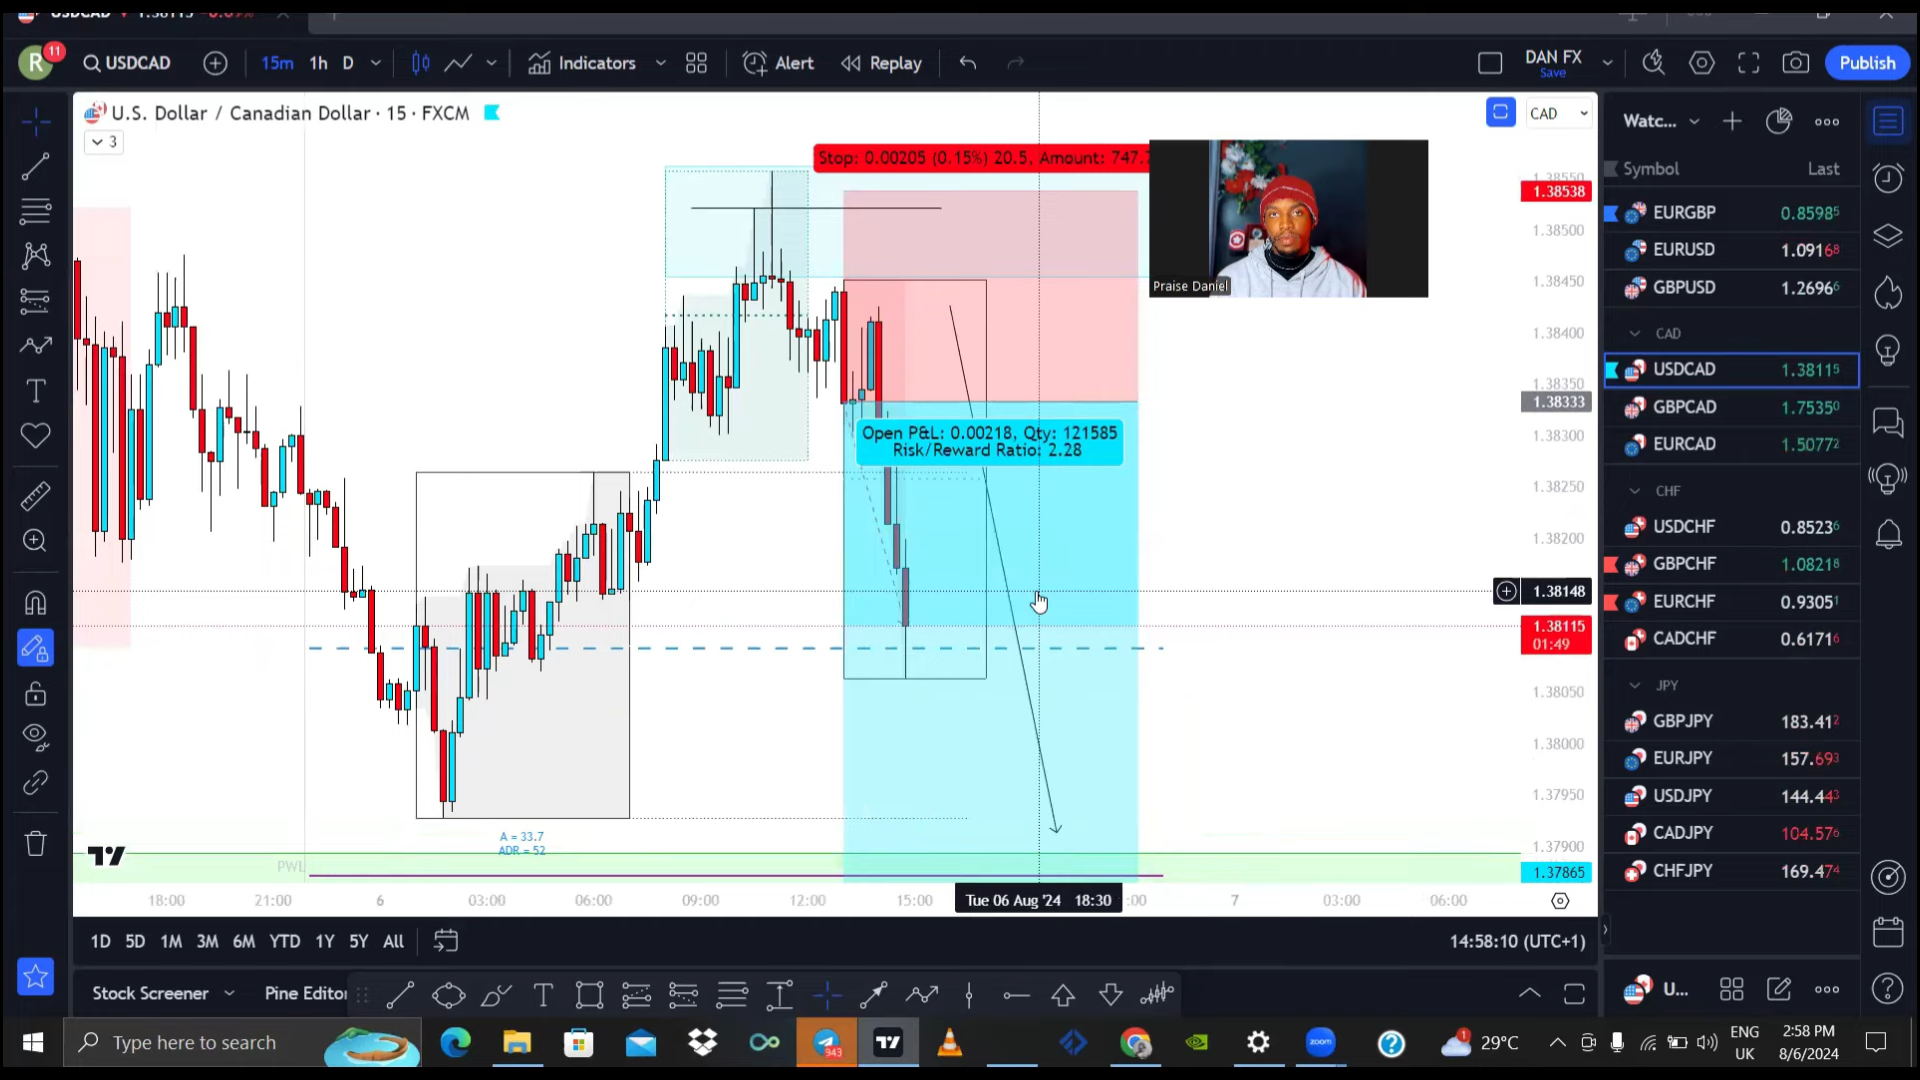 R
11
USDCAD
15m
1h
D
Indicators
Alert
Replay
DAN FX
Save
Publish
U.S. Dollar / Canadian Dollar · 15 · FXCM
3
CAD
Stop: 0.00205 (0.15%) 20.5, Amount: 747.7
Praise Daniel
Open P&L: 0.00218, Qty: 121585
Risk/Reward Ratio: 2.28
A = 33.7
ADR = 52
PWL
1.38550
1.38538
1.38500
1.38450
1.38400
1.38350
1.38333
1.38300
1.38250
1.38200
1.38148
1.38115
01:49
1.38050
1.38000
1.37950
1.37900
1.37865
18:00
21:00
6
03:00
06:00
09:00
12:00
15:00
Tue 06 Aug '24 18:30
:00
7
03:00
06:00
1D
5D
1M
3M
6M
YTD
1Y
5Y
All
14:58:10 (UTC+1)
Stock Screener
Pine Editor
Watc...
Symbol
Last
EURGBP 0.85985
EURUSD 1.09168
GBPUSD 1.26966
CAD
USDCAD 1.38115
GBPCAD 1.75350
EURCAD 1.50772
CHF
USDCHF 0.85236
GBPCHF 1.08218
EURCHF 0.93051
CADCHF 0.61716
JPY
GBPJPY 183.412
EURJPY 157.693
USDJPY 144.443
CADJPY 104.576
CHFJPY 169.474
U...
Type here to search
943
zoom
1
29°C
ENG
UK
2:58 PM
8/6/2024